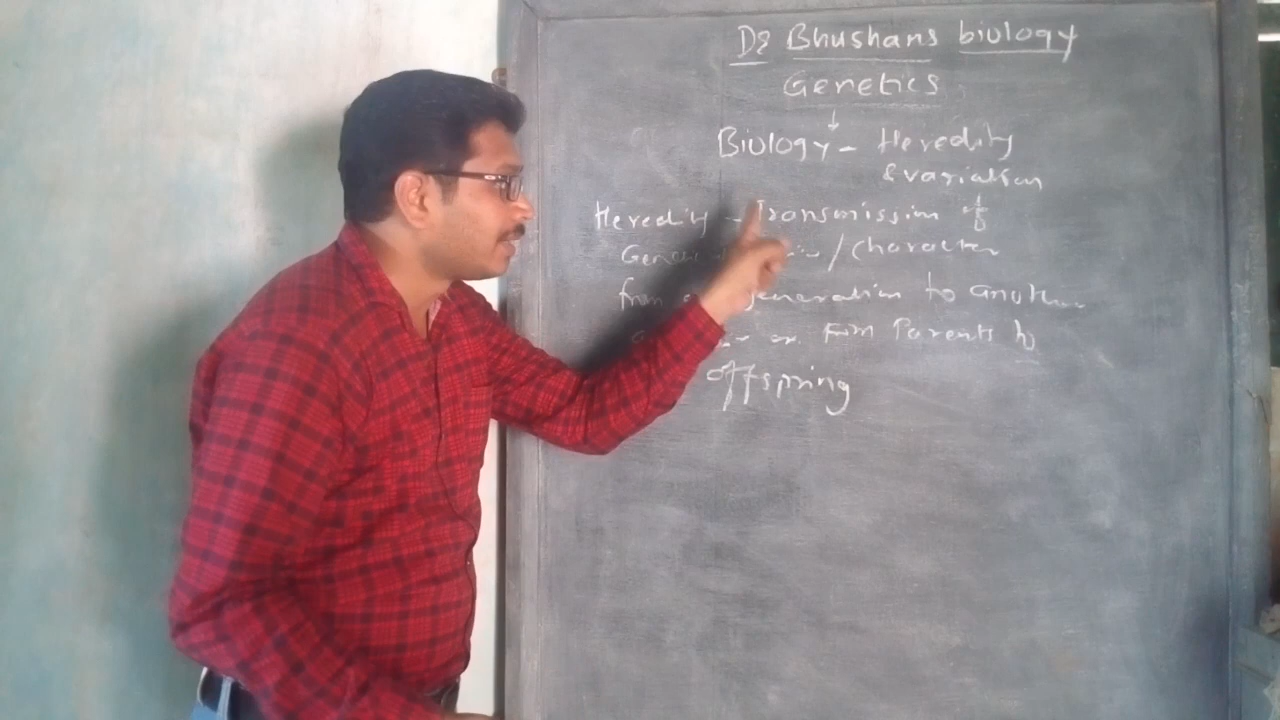 Dr Bhushans biology
Genetics
Biology - Heredity
& variation
Heredity - Transmission of
/ character
from generation to another
or from Parents to
offspring